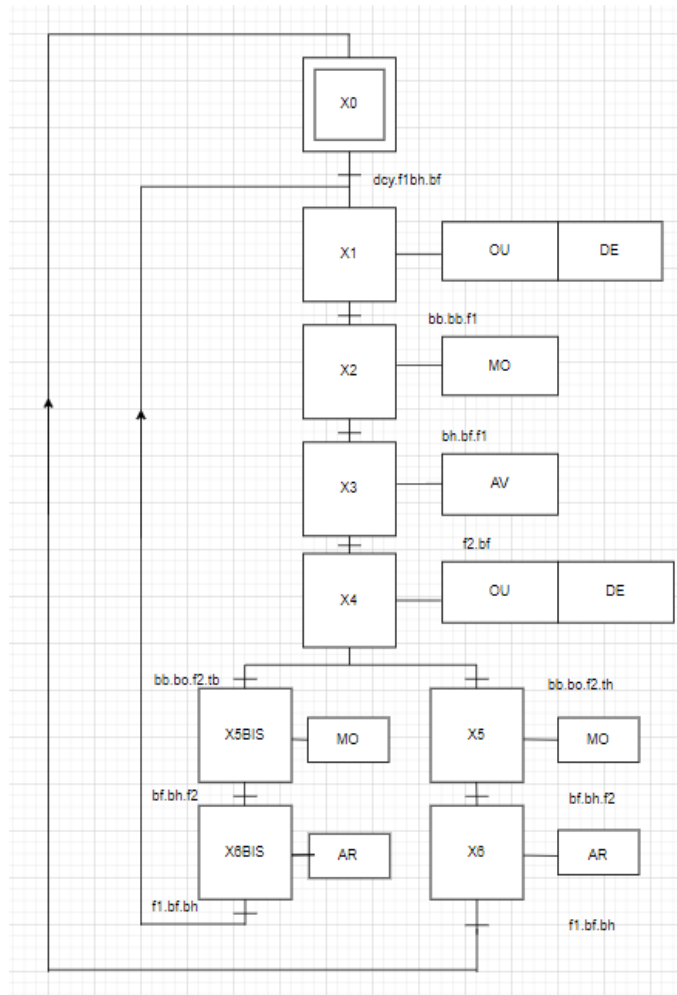 X0
dcy.f1bh.bf
X1
OU
DE
bb.bb.f1
X2
MO
bh.bf.f1
X3
AV
f2.bf
X4
OU
DE
bb.bo.f2.tb
bb.bo.f2.th
X5BIS
MO
X5
MO
bf.bh.f2
bf.bh.f2
X6BIS
AR
X6
AR
f1.bf.bh
f1.bf.bh